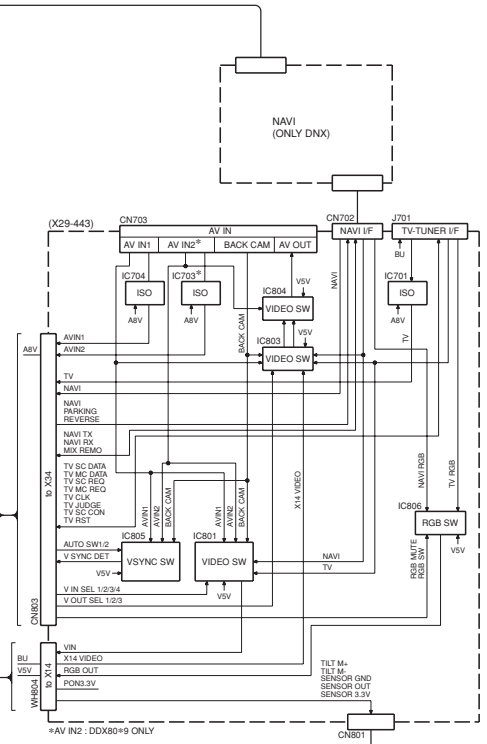 NAVI
(ONLY DNX)
(X29-443)
CN703
CN702
J701
AV IN
NAVI I/F
TV-TUNER I/F
AV IN1
AV IN2*
BACK CAM
AV OUT
BU
IC704
IC703*
IC804
IC701
ISO
ISO
V5V
VIDEO SW
NAVI
ISO
A8V
A8V
A8V
IC803
V5V
BACK CAM
VIDEO SW
TV
A8V
AVIN1
AVIN2
TV
NAVI
NAVI
PARKING
REVERSE
NAVI TX
NAVI RX
MIX REMO
TV SC DATA
TV MC DATA
TV SC REQ
TV MC REQ
TV CLK
TV JUDGE
TV SC CON
TV RST
to X34
X14 VIDEO
NAVI RGB
TV RGB
AVIN1
AVIN2
BACK CAM
AVIN1
AVIN2
BACK CAM
IC806
RGB SW
V5V
IC805
IC801
AUTO SW1/2
V SYNC DET
VSYNC SW
VIDEO SW
NAVI
TV
RGB MUTE
RGB SW
V5V
V5V
V IN SEL 1/2/3/4
V OUT SEL 1/2/3
CN803
VIN
BU
X14 VIDEO
V5V
RGB OUT
PON3.3V
to X14
WH804
TILT M+
TILT M-
SENSOR GND
SENSOR OUT
SENSOR 3.3V
*AV IN2 : DDX80*9 ONLY
CN801